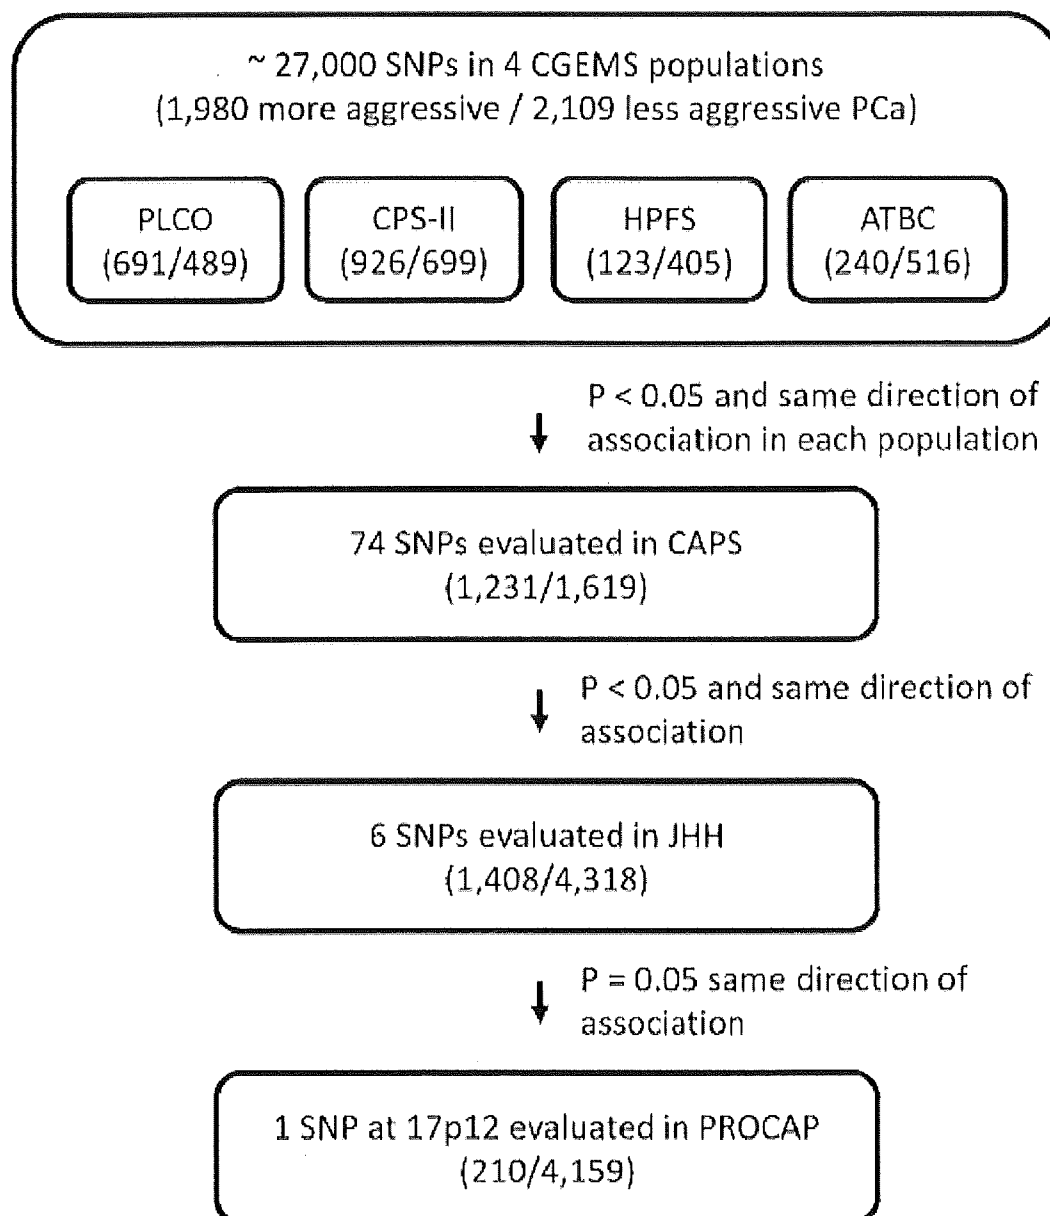 ~ 27,000 SNPs in 4 CGEMS populations
(1,980 more aggressive / 2,109 less aggressive PCa)
PLCO
(691/489)
CPS-II
(926/699)
HPFS
(123/405)
ATBC
(240/516)
P < 0.05 and same direction of
association in each population
74 SNPs evaluated in CAPS
(1,231/1,619)
P < 0.05 and same direction of
association
6 SNPs evaluated in JHH
(1,408/4,318)
P = 0.05 same direction of
association
1 SNP at 17p12 evaluated in PROCAP
(210/4,159)